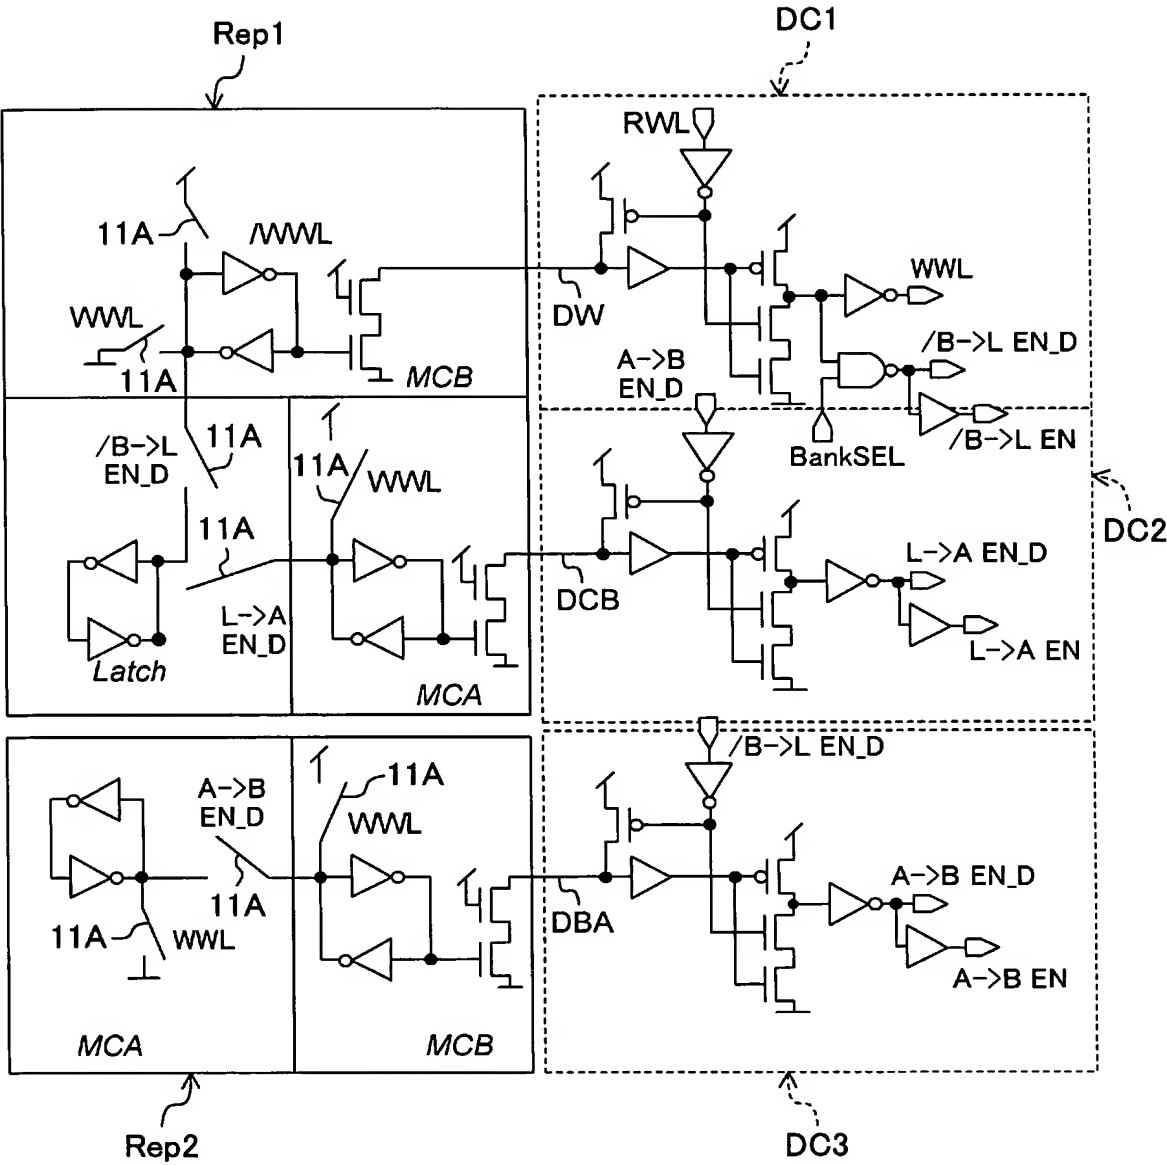 Rep1
DC1
RWL
11A
/WWL
WWL
11A
MCB
DW
WWL
/B->L EN_D
A->B
EN_D
/B->L EN
BankSEL
/B->L
EN_D
11A
11A
WWL
11A
DC2
L->A EN_D
DCB
L->A
EN_D
L->A EN
Latch
MCA
/B->L EN_D
A->B
EN_D
11A
WWL
11A
DBA
A->B EN_D
11A
WWL
A->B EN
MCA
MCB
Rep2
DC3